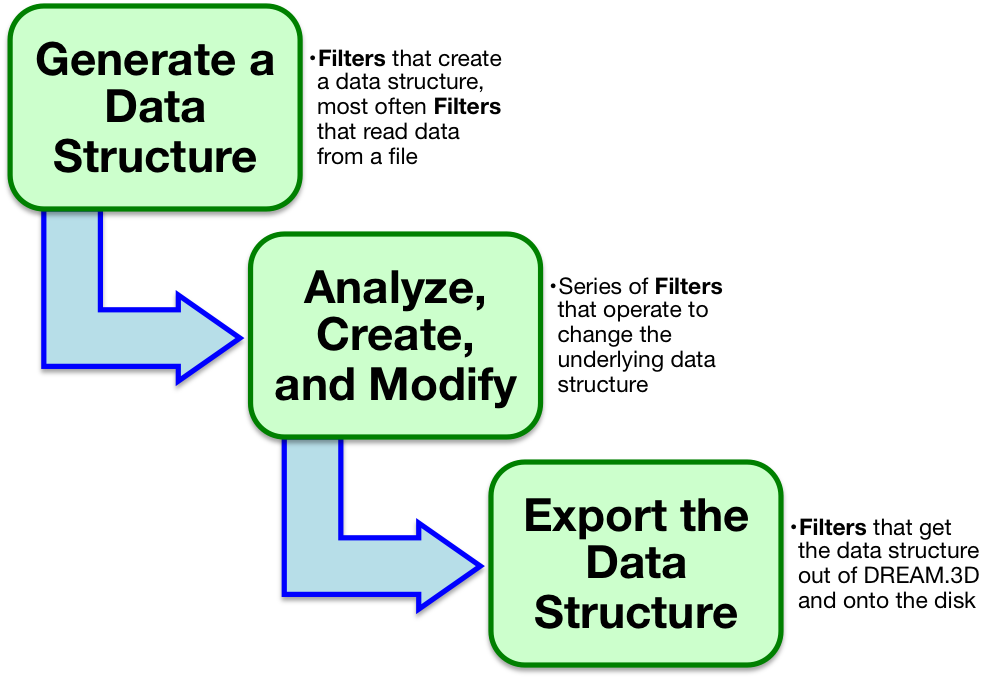 Generate a
Data
Structure
•Filters that create
a data structure,
most often Filters
that read data
from a file
Analyze,
Create,
and Modify
•Series of Filters
that operate to
change the
underlying data
structure
Export the
Data
Structure
•Filters that get
the data structure
out of DREAM.3D
and onto the disk